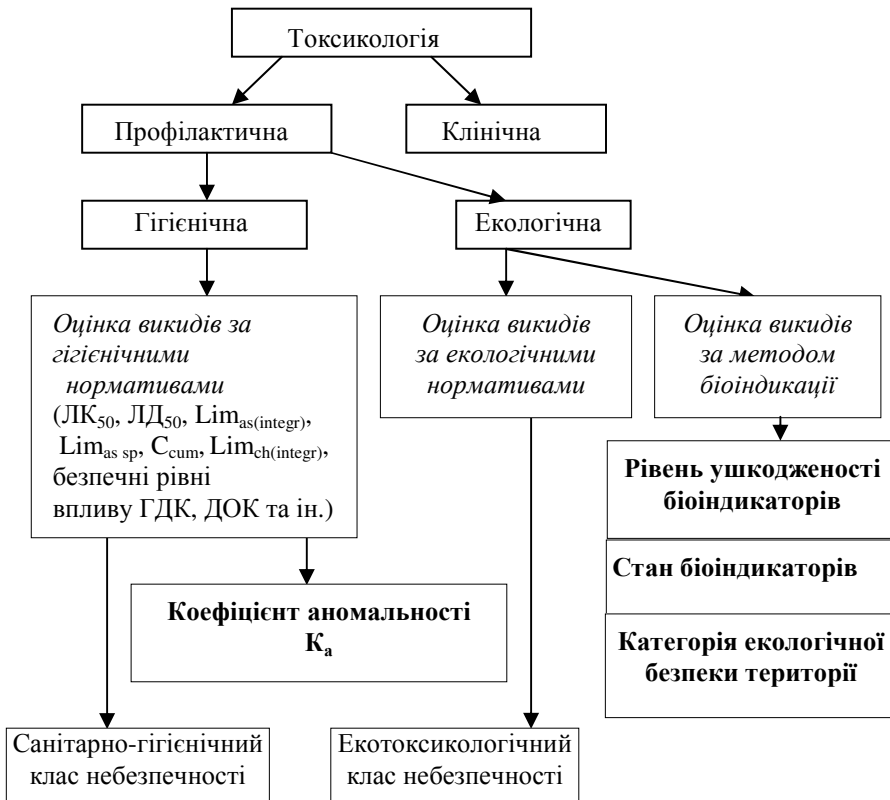 Токсикологія
Профілактична
Клінічна
Гігієнічна
Екологічна
Оцінка викидів за
гігієнічними
нормативами
(ЛК50, ЛД50, Limas(integr),
Limas sp, Ccum, Limch(integr),
безпечні рівні
впливу ГДК, ДОК та ін.)
Оцінка викидів
за екологічними
нормативами
Оцінка викидів
за методом
біоіндикації
Рівень ушкодженості
біоіндикаторів
Стан біоіндикаторів
Категорія екологічної
безпеки території
Коефіцієнт аномальності
Ка
Санітарно-гігієнічний
клас небезпечності
Екотоксикологічний
клас небезпечності